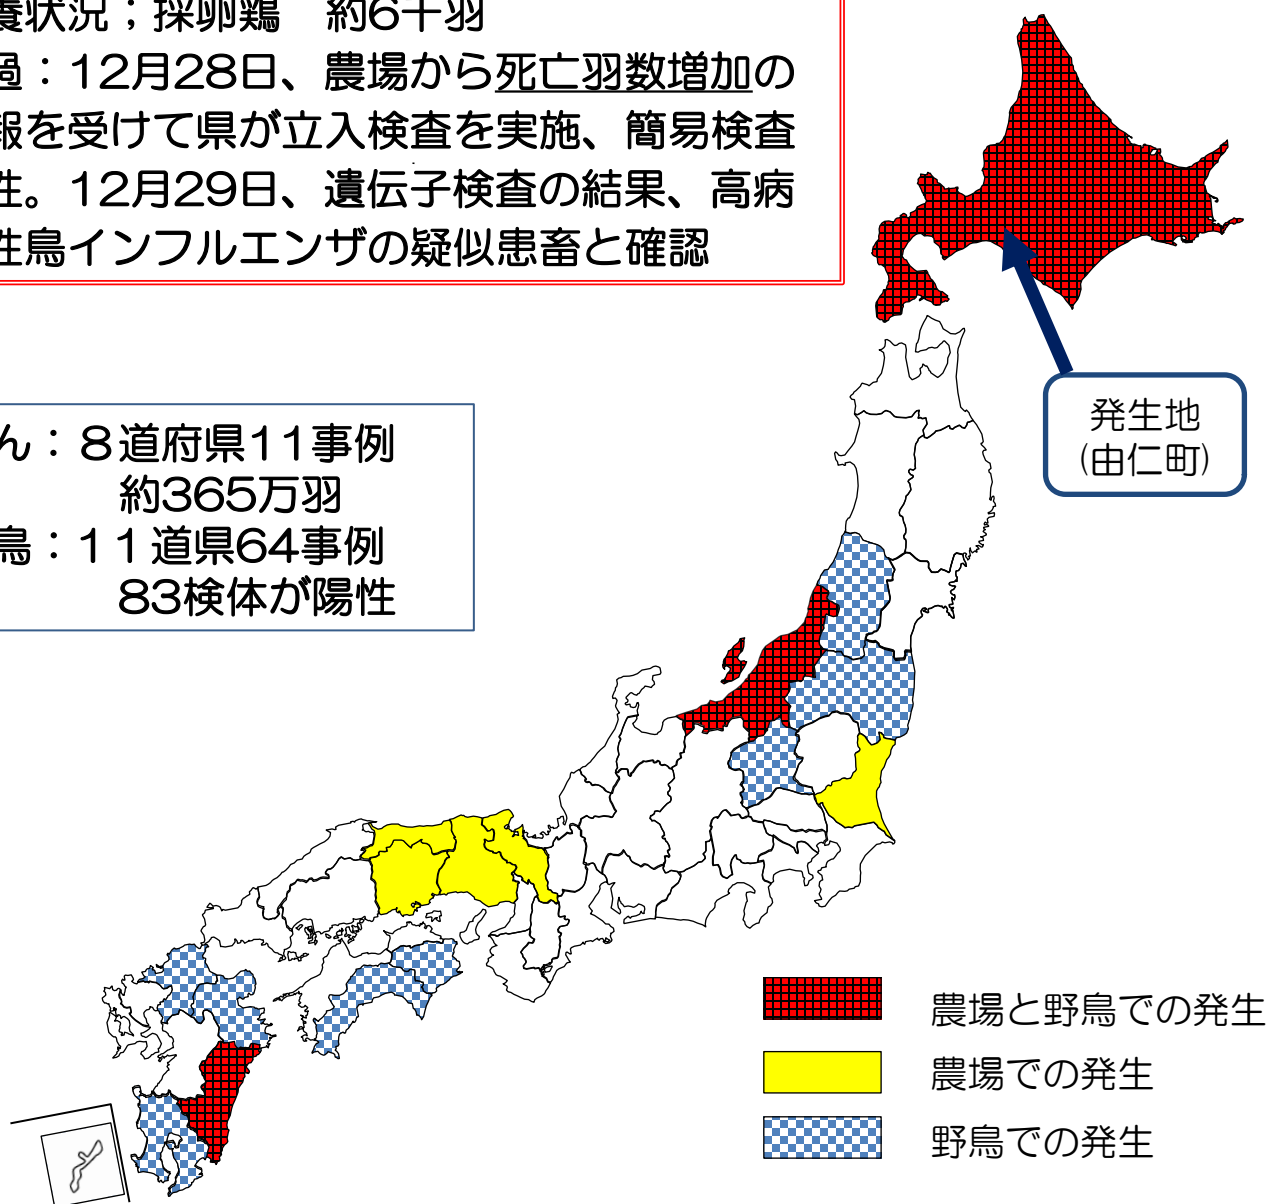 養状況；採卵鶏　約6千羽
過：12月28日、農場から死亡羽数増加の
報を受けて県が立入検査を実施、簡易検査
性。12月29日、遺伝子検査の結果、高病
性鳥インフルエンザの疑似患畜と確認
発生地
(由仁町)
ん：８道府県11事例
約365万羽
鳥：１１道県64事例
83検体が陽性
農場と野鳥での発生
農場での発生
野鳥での発生